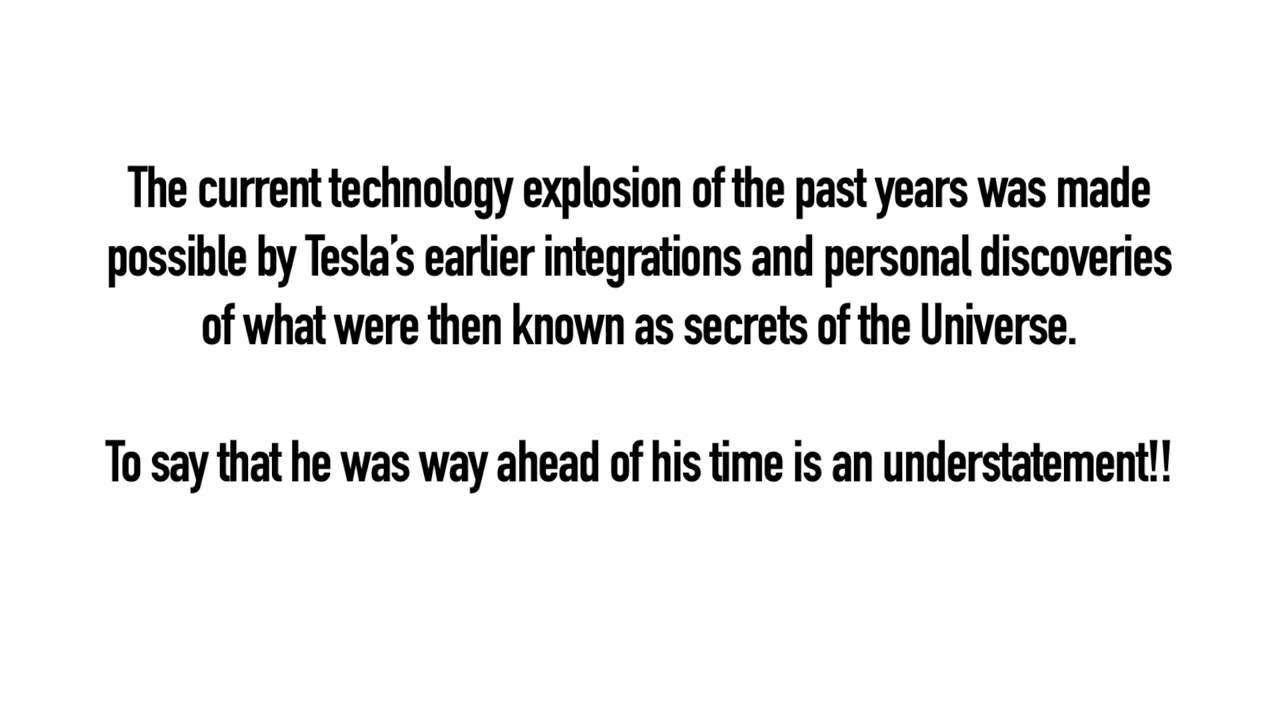 The current technology explosion of the past years was made
possible by Tesla’s earlier integrations and personal discoveries
of what were then known as secrets of the Universe.
To say that he was way ahead of his time is an understatement!!